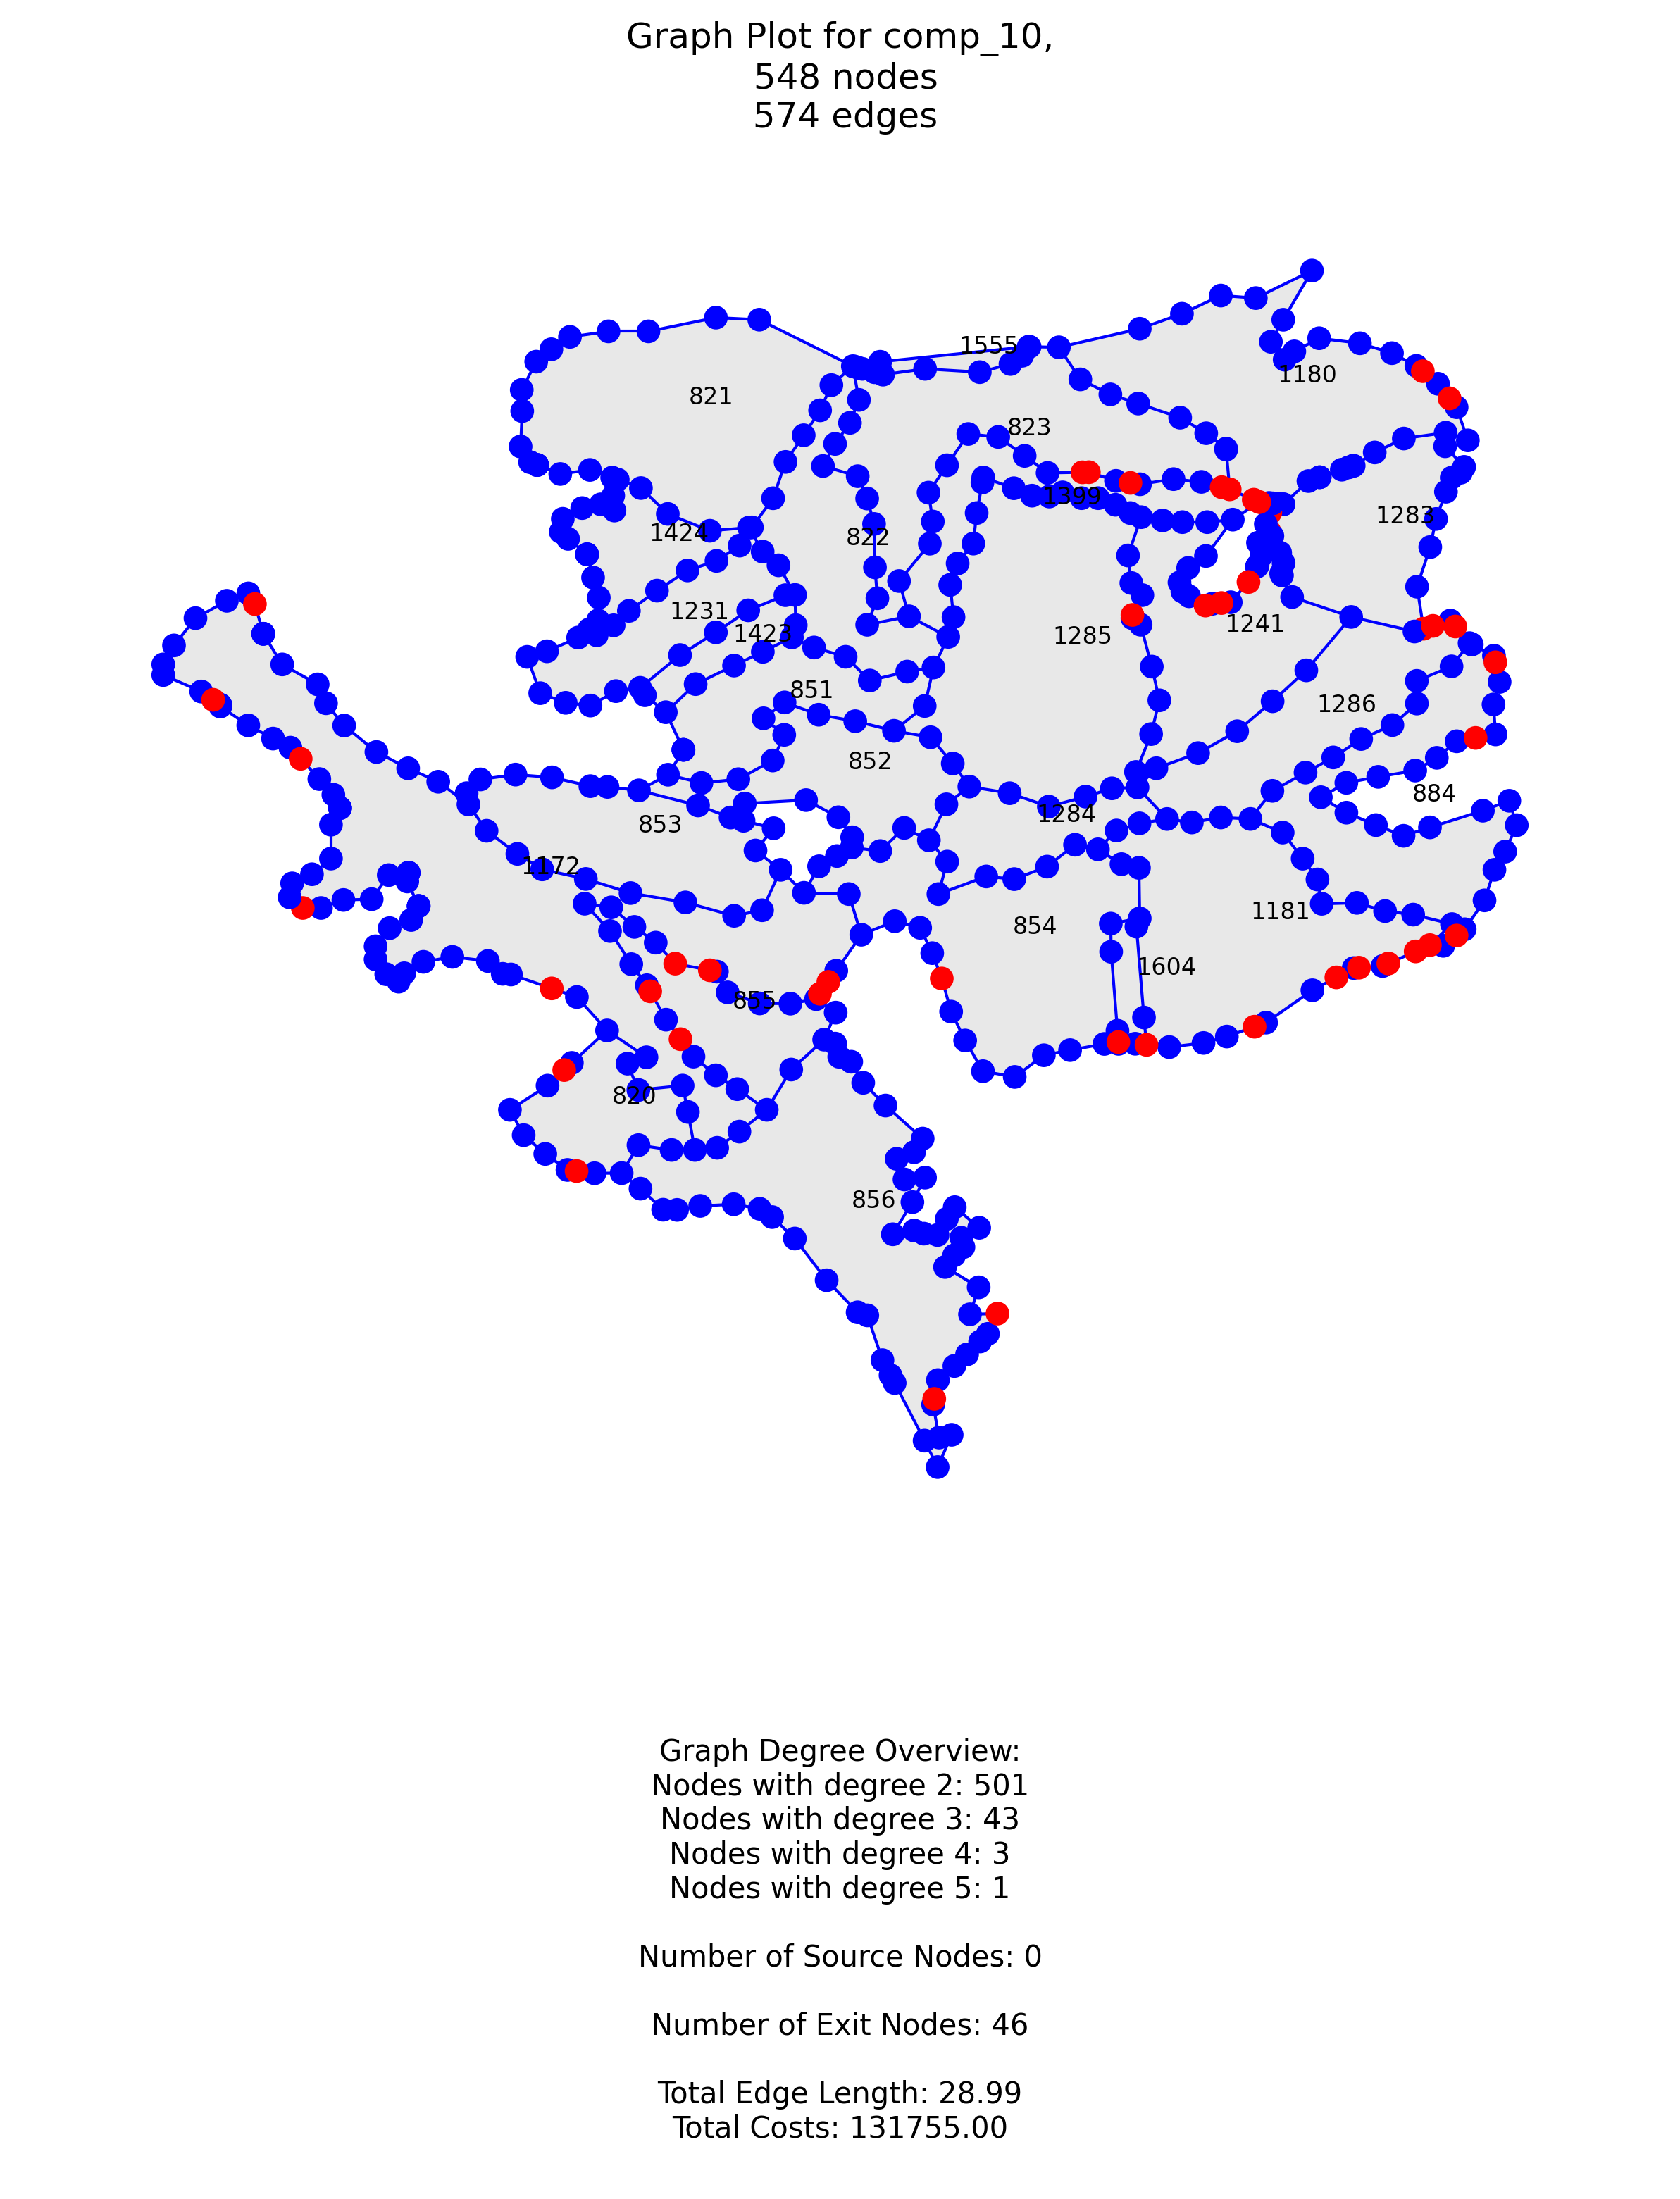 Graph Plot for comp_10,
548 nodes
574 edges
1555
1180
821
823
1399
1283
1424
822
1231
1423
1241
1285
851
1286
852
884
1284
853
1172
1181
854
1604
855
820
856
Graph Degree Overview:
Nodes with degree 2: 501
Nodes with degree 3: 43
Nodes with degree 4: 3
Nodes with degree 5: 1
Number of Source Nodes: 0
Number of Exit Nodes: 46
Total Edge Length: 28.99
Total Costs: 131755.00